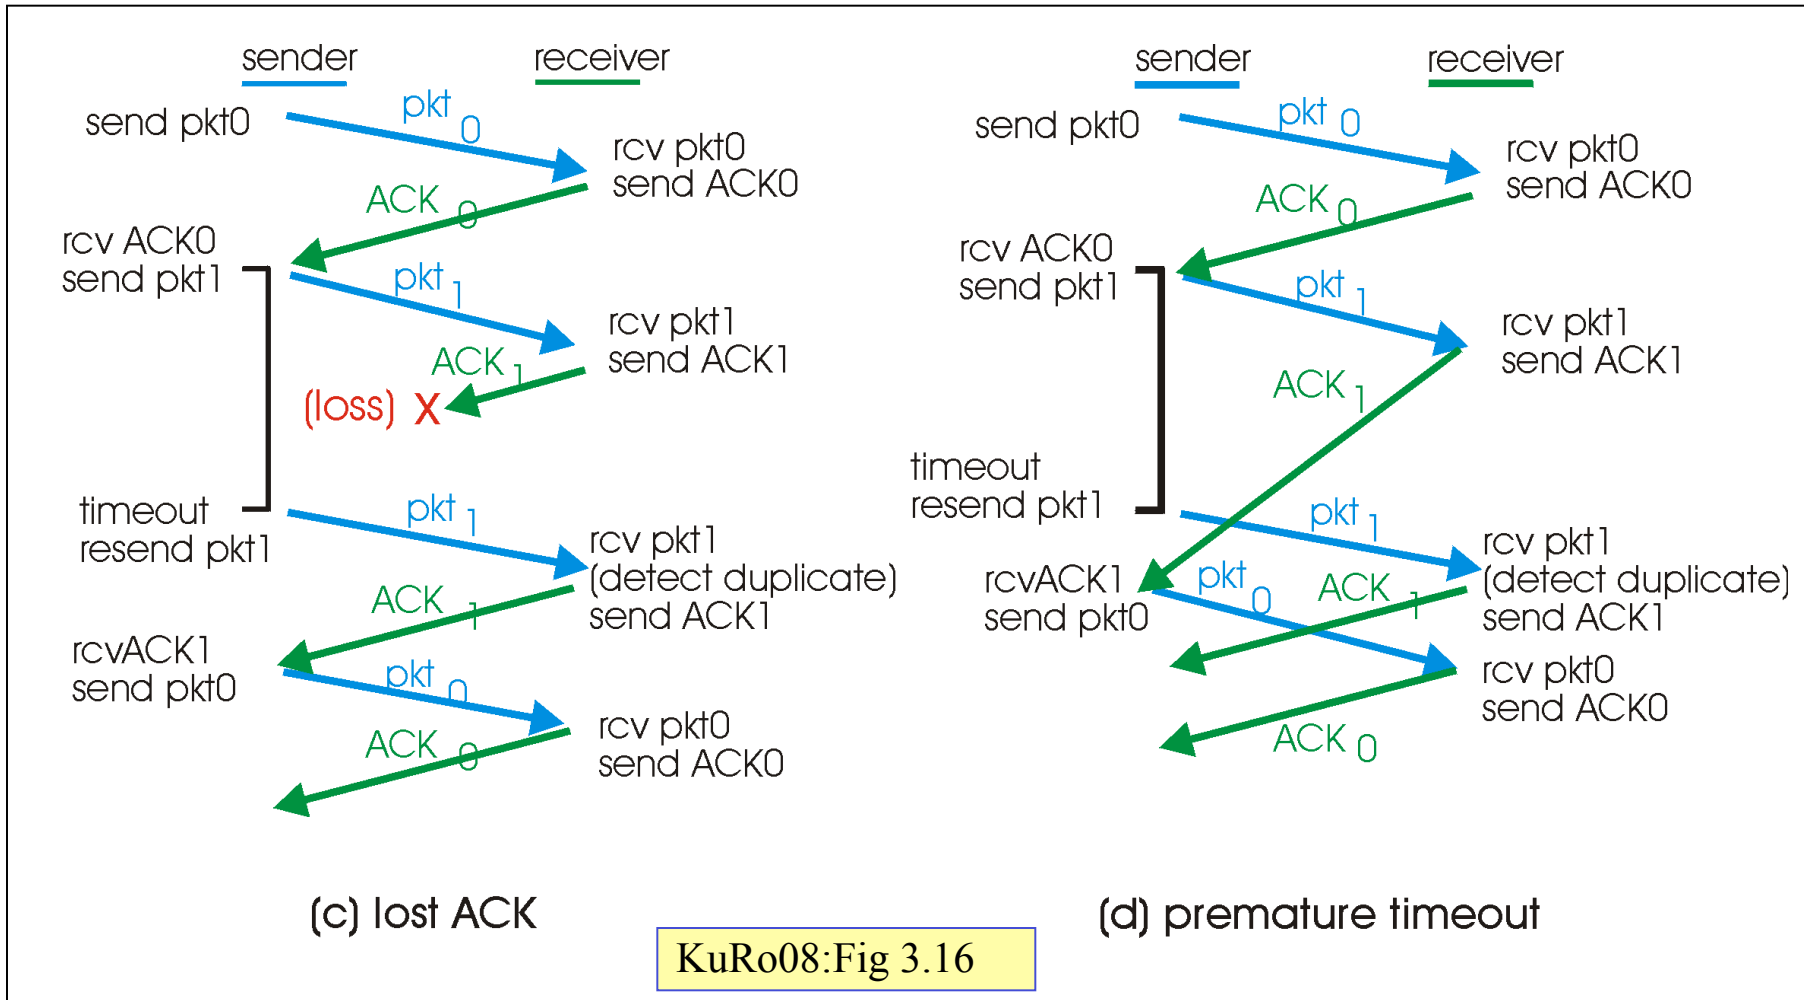 sender
receiver
send pkt0
pkt 0
rcv pkt0
send ACK0
ACK 0
rcv ACK0
send pkt1
pkt 1
rcv pkt1
send ACK1
ACK 1
(loss) X
timeout
resend pkt1
pkt 1
rcv pkt1
(detect duplicate)
send ACK1
ACK 1
rcvACK1
send pkt0
pkt 0
rcv pkt0
send ACK0
ACK 0
(c) lost ACK
sender
receiver
send pkt0
pkt 0
rcv pkt0
send ACK0
ACK 0
rcv ACK0
send pkt1
pkt 1
rcv pkt1
send ACK1
ACK 1
timeout
resend pkt1
pkt 1
rcv pkt1
(detect duplicate)
send ACK1
rcvACK1
send pkt0
pkt 0
ACK 1
rcv pkt0
send ACK0
ACK 0
(d) premature timeout
KuRo08:Fig 3.16